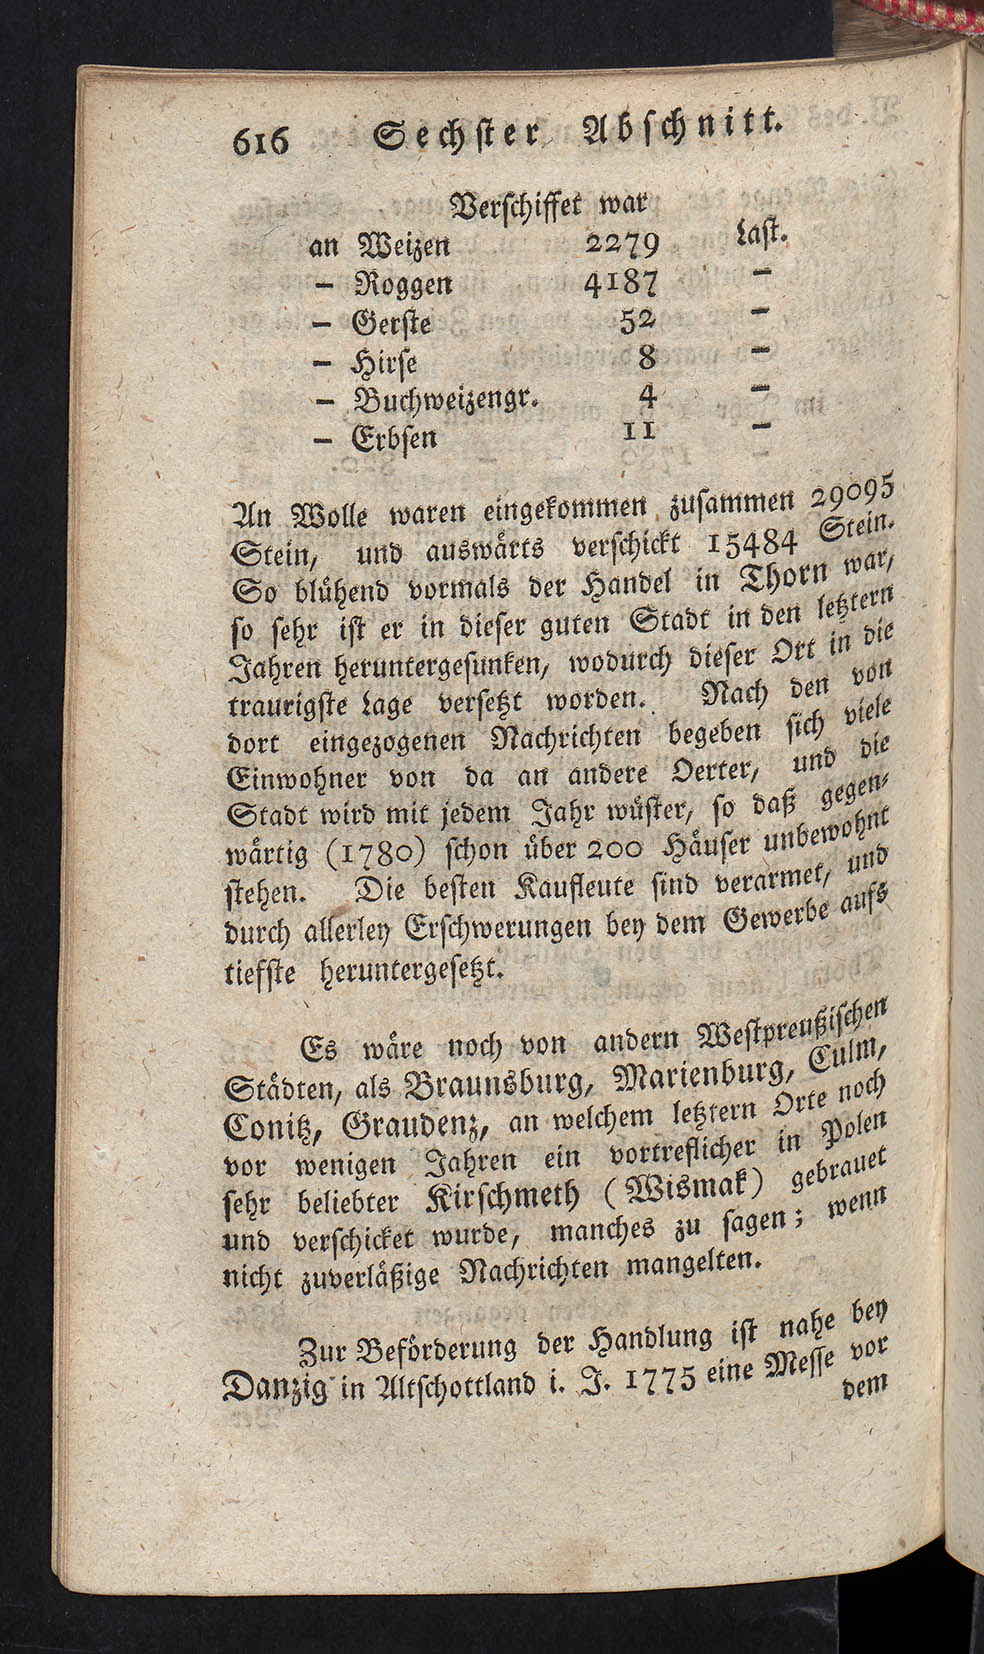 616 Sechster Abschnitt.
Verschiffet war
an Weizen 2279 Last.
– Roggen 4187 –
– Gerste 52 –
– Hirse 8 –
– Buchweizengr. 4 –
– Erbsen 11 –
An Wolle waren eingekommen zusammen 29095
Stein, und auswärts verschickt 15484 Stein.
So blühend vormals der Handel in Thorn war,
so sehr ist er in dieser guten Stadt in den letztern
Jahren heruntergesunken, wodurch dieser Ort in die
traurigste Lage versetzt worden. Nach den von
dort eingezogenen Nachrichten begeben sich viele
Einwohner von da an andere Oerter, und die
Stadt wird mit jedem Jahr wüster, so daß gegen-
wärtig (1780) schon über 200 Häuser unbewohnt
stehen. Die besten Kaufleute sind verarmet, und
durch allerley Erschwerungen bey dem Gewerbe aufs
tiefste heruntergesetzt.
Es wäre noch von andern Westpreußischen
Städten, als Braunsburg, Marienburg, Culm,
Conitz, Graudenz, an welchem letztern Orte noch
vor wenigen Jahren ein vortreflicher in Polen
sehr beliebter Kirschmeth (Wismak) gebrauet
und verschicket wurde, manches zu sagen; wenn
nicht zuverläßige Nachrichten mangelten.
Zur Beförderung der Handlung ist nahe bey
Danzig in Altschottland i. J. 1775 eine Messe vor
dem